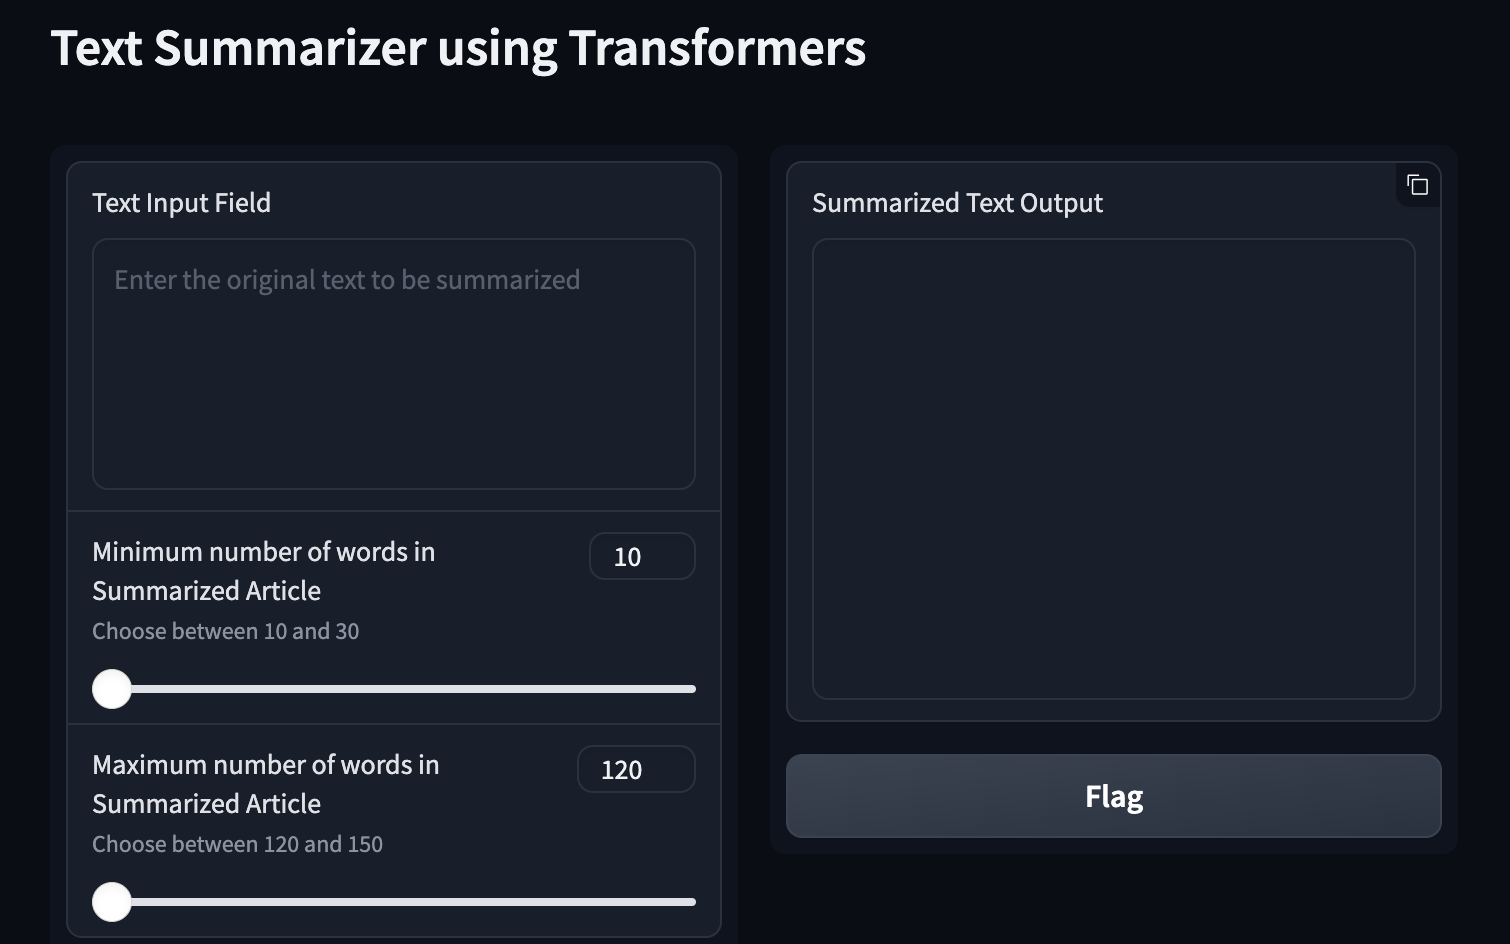 Text Summarizer using Transformers
Text Input Field
Enter the original text to be summarized
Minimum number of words in
Summarized Article
10
Choose between 10 and 30
Maximum number of words in
Summarized Article
120
Choose between 120 and 150
Summarized Text Output
Flag